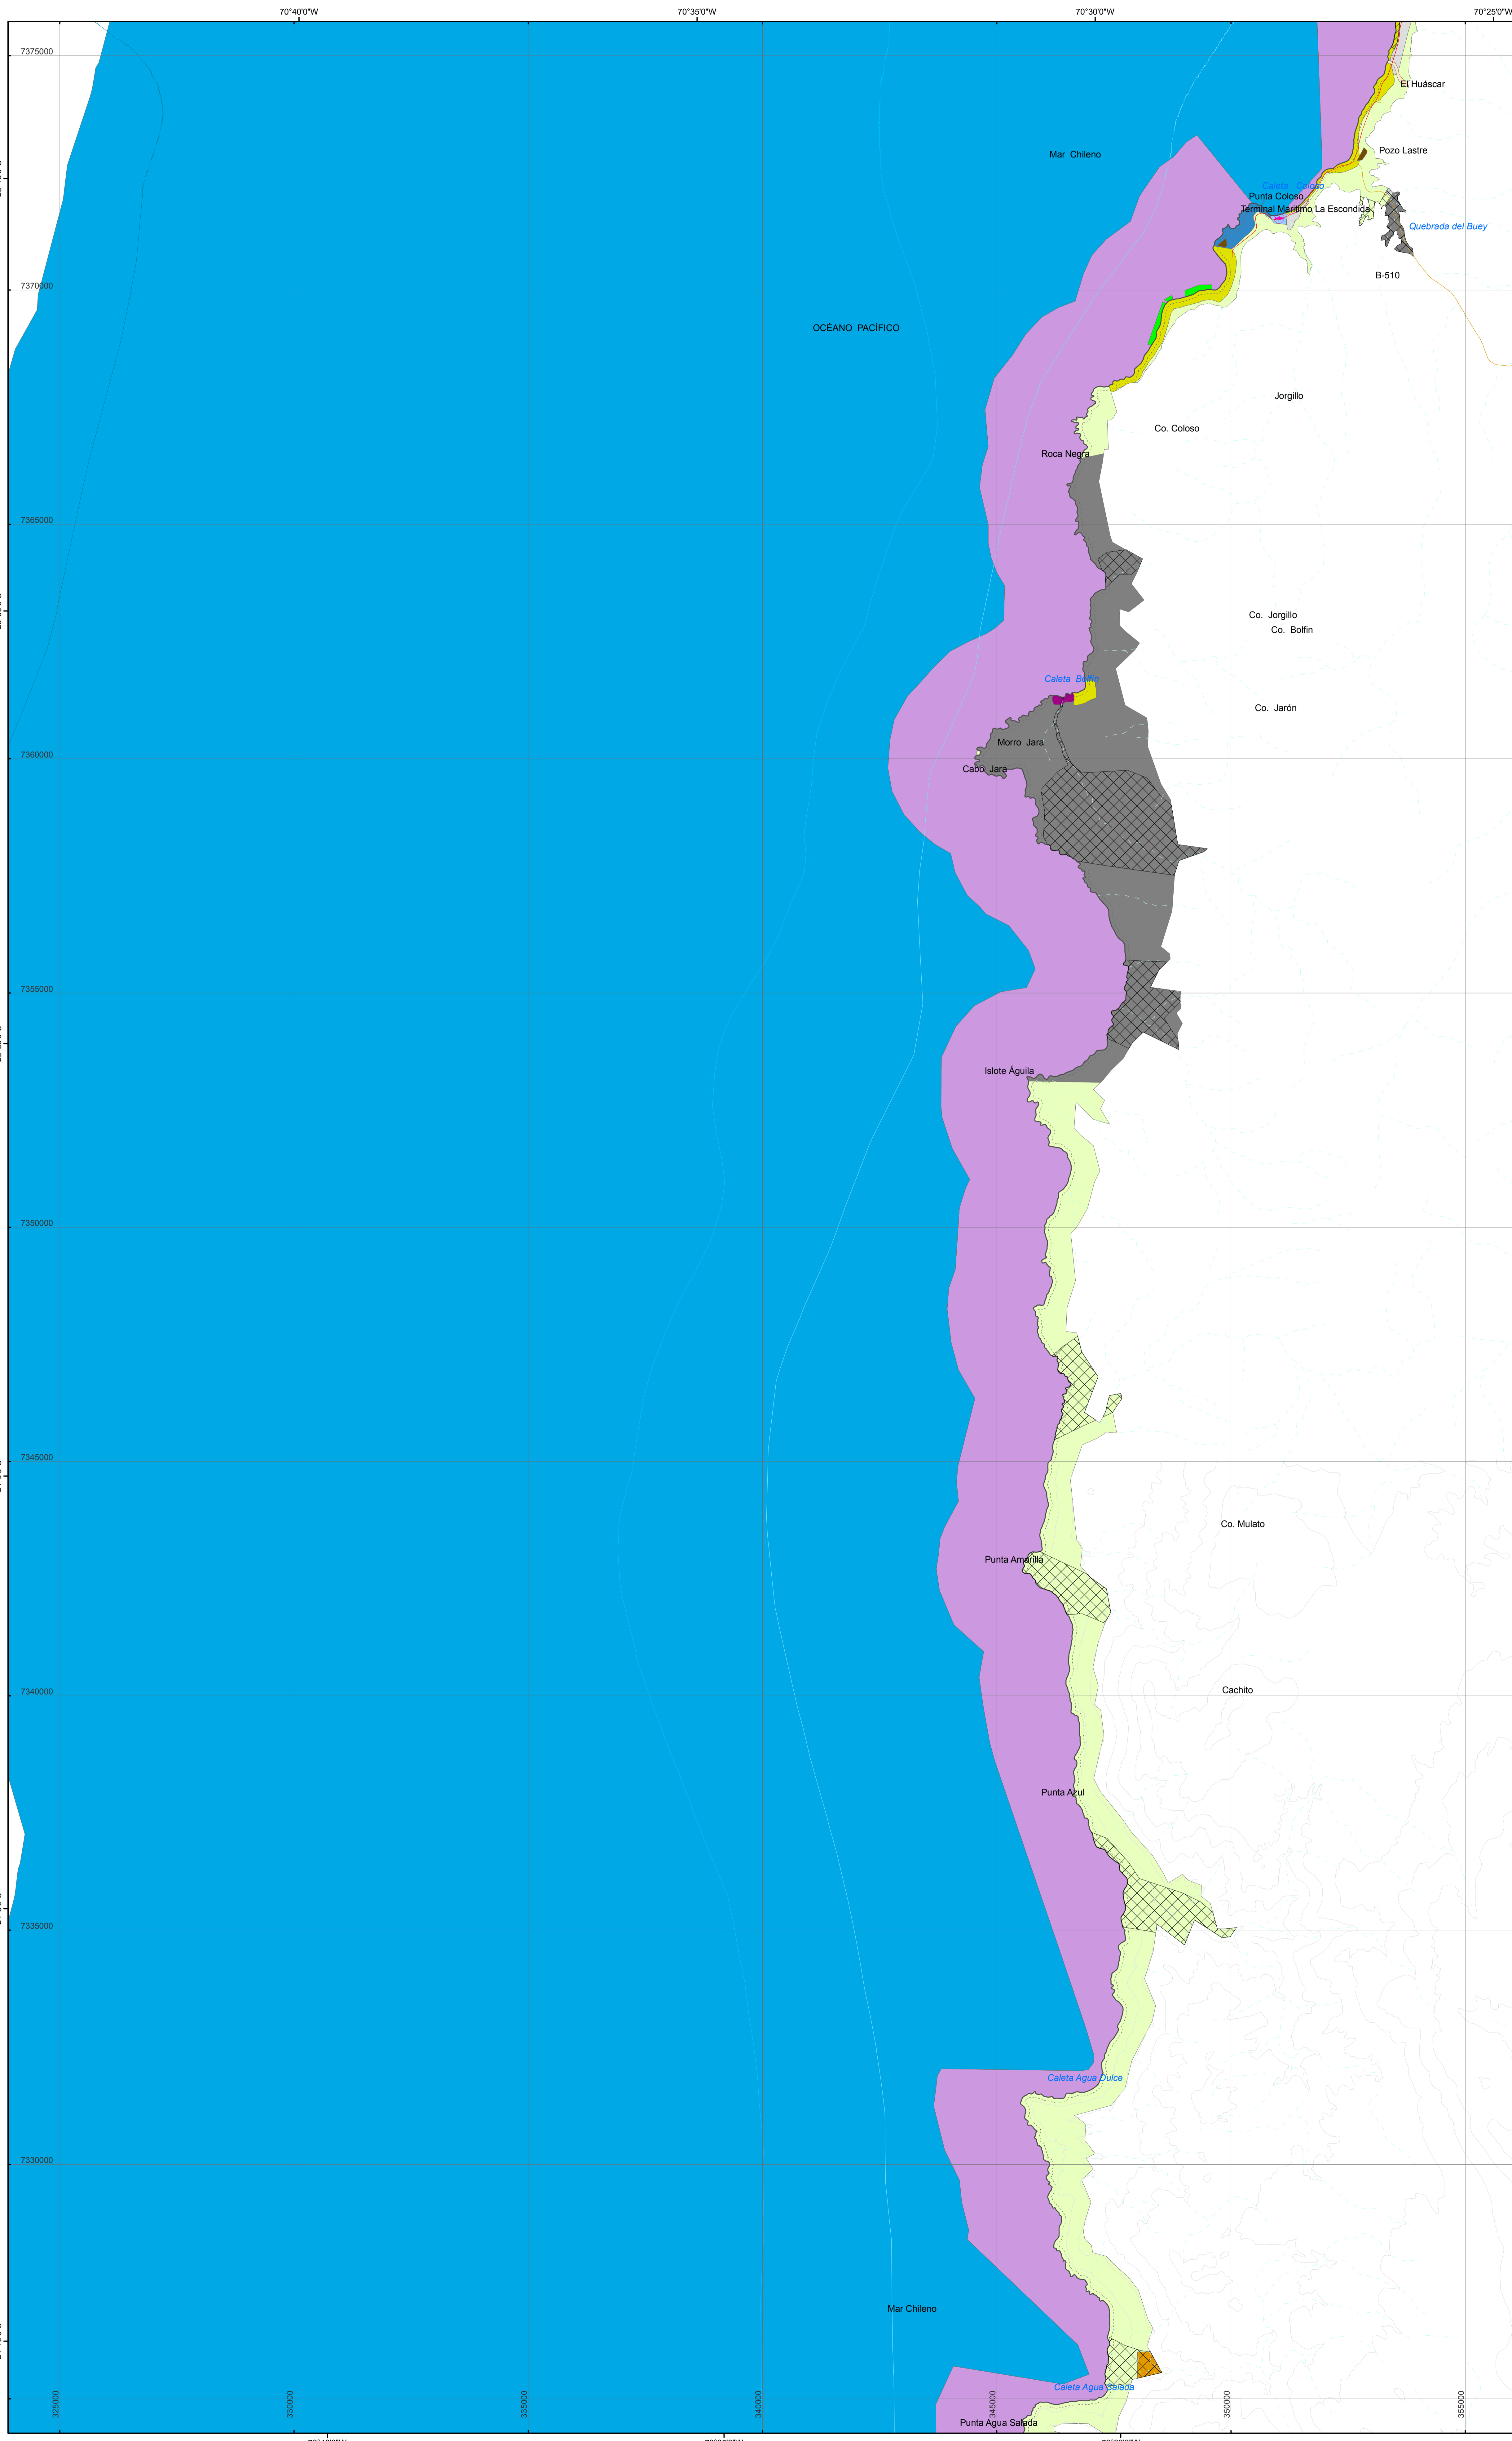 70°40'0"W
70°35'0"W
70°30'0"W
70°25'0"W
7375000
El Huáscar
Mar Chileno
Pozo Lastre
Caleta Coloso
Punta Coloso
Terminal Marítimo La Escondida
Quebrada del Buey
B-510
7370000
OCÉANO PACÍFICO
Jorgillo
Co. Coloso
Roca Negra
7365000
Co. Jorgillo
Co. Bolfin
Caleta Bolfin
Co. Jarón
Morro Jara
7360000
Cabo Jara
7355000
Islote Águila
7350000
7345000
Co. Mulato
Punta Amarilla
Cachito
7340000
Punta Azul
7335000
Caleta Agua Dulce
7330000
Mar Chileno
Caleta Agua Salada
325000
330000
335000
340000
345000
350000
355000
Punta Agua Salada